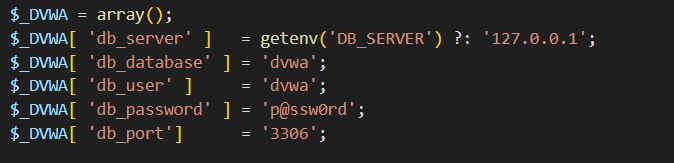 $_DVWA = array();
$_DVWA[ 'db_server' ]   = getenv('DB_SERVER') ?: '127.0.0.1';
$_DVWA[ 'db_database' ] = 'dvwa';
$_DVWA[ 'db_user' ]     = 'dvwa';
$_DVWA[ 'db_password' ] = 'p@ssw0rd';
$_DVWA[ 'db_port']      = '3306';